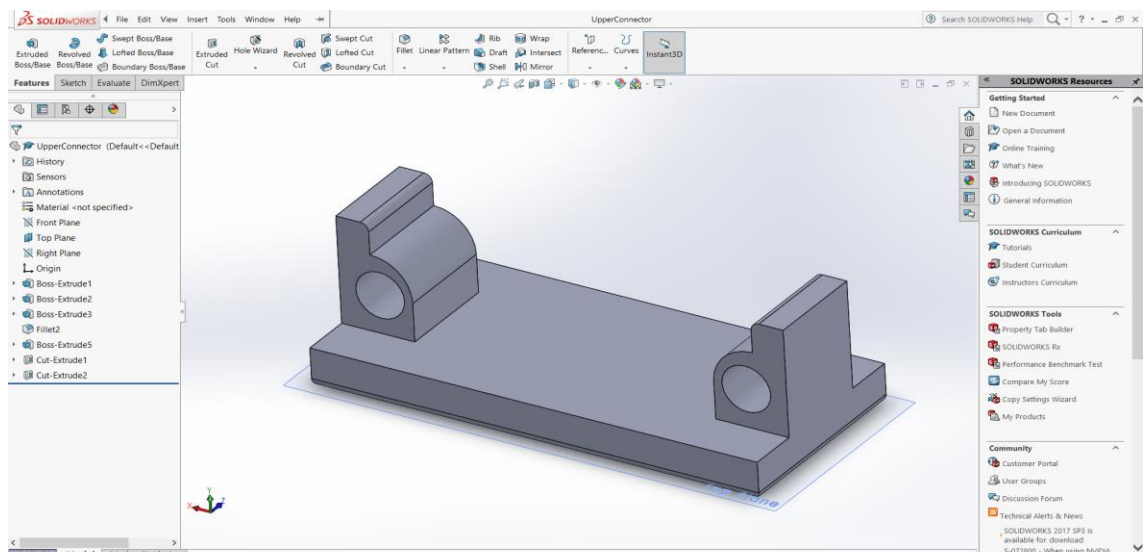 SOLIDWORKS File Edit View Insert Tools Window Help UpperConnector Search SOLIDWORKS Help ?
Extruded Boss/Base
Revolved Boss/Base
Swept Boss/Base
Lofted Boss/Base
Boundary Boss/Base
Extruded Cut
Hole Wizard
Revolved Cut
Swept Cut
Lofted Cut
Boundary Cut
Fillet
Linear Pattern
Rib
Draft
Shell
Wrap
Intersect
Mirror
Referenc...
Curves
Instant3D
Features Sketch Evaluate DimXpert
UpperConnector (Default<<Default
History
Sensors
Annotations
Material <not specified>
Front Plane
Top Plane
Right Plane
Origin
Boss-Extrude1
Boss-Extrude2
Boss-Extrude3
Fillet2
Boss-Extrude5
Cut-Extrude1
Cut-Extrude2
Top Plane
Y
X
Z
SOLIDWORKS Resources
Getting Started
New Document
Open a Document
Online Training
What's New
Introducing SOLIDWORKS
General Information
SOLIDWORKS Curriculum
Tutorials
Student Curriculum
Instructors Curriculum
SOLIDWORKS Tools
Property Tab Builder
SOLIDWORKS Rx
Performance Benchmark Test
Compare My Score
Copy Settings Wizard
My Products
Community
Customer Portal
User Groups
Discussion Forum
Technical Alerts & News
SOLIDWORKS 2017 SP3 is
available for download